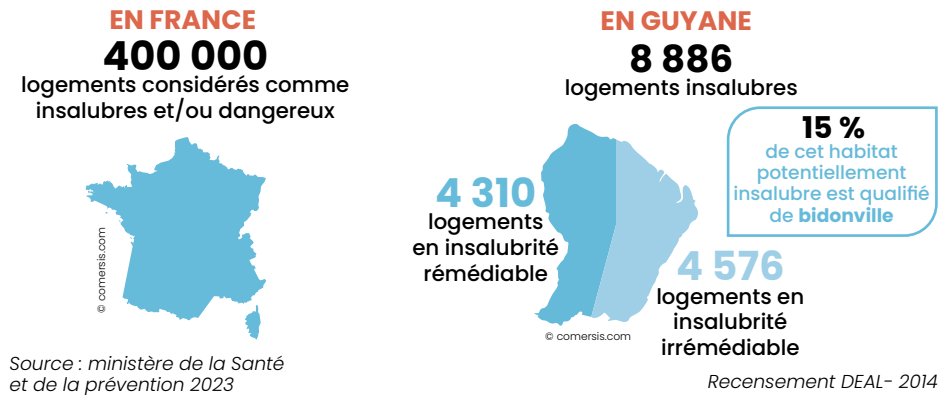 EN FRANCE
400 000
logements considérés comme
insalubres et/ou dangereux
© comersis.com
Source : ministère de la Santé
et de la prévention 2023
EN GUYANE
8 886
logements insalubres
15 %
de cet habitat
potentiellement
insalubre est qualifié
de bidonville
4 310
logements
en insalubrité
rémédiable
4 576
logements en
insalubrité
irrémédiable
© comersis.com
Recensement DEAL- 2014